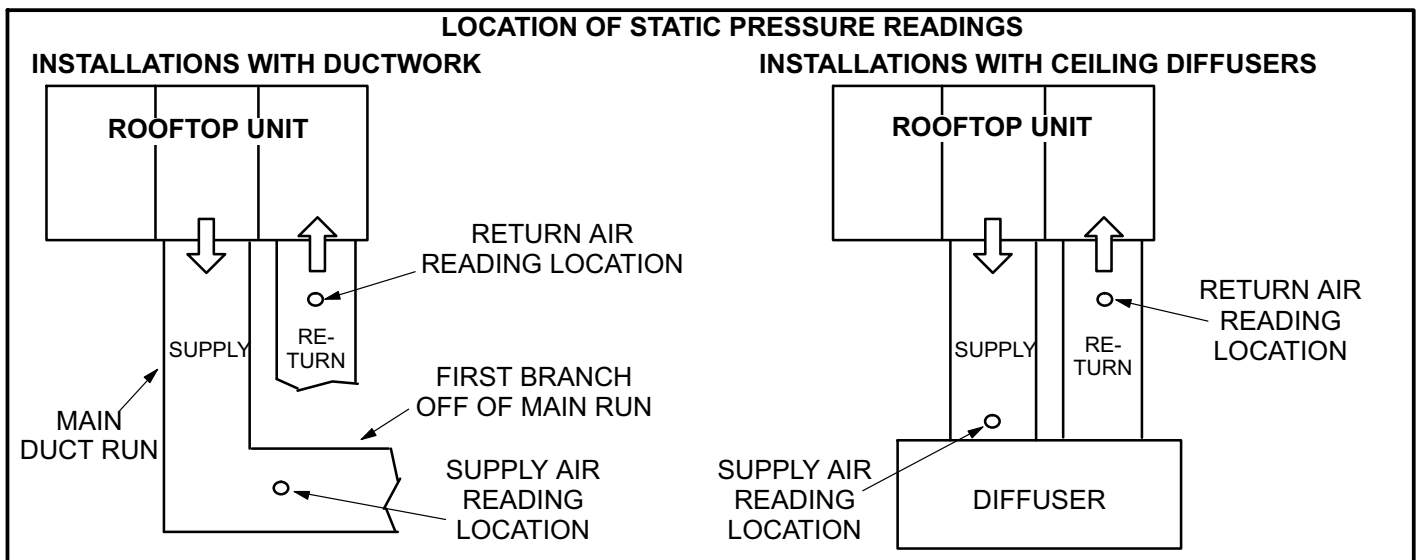 LOCATION OF STATIC PRESSURE READINGS
INSTALLATIONS WITH DUCTWORK
ROOFTOP UNIT
RETURN AIR
READING LOCATION
SUPPLY
RE-
TURN
FIRST BRANCH
OFF OF MAIN RUN
MAIN
DUCT RUN
SUPPLY AIR
READING
LOCATION
INSTALLATIONS WITH CEILING DIFFUSERS
ROOFTOP UNIT
RETURN AIR
READING
LOCATION
SUPPLY
RE-
TURN
SUPPLY AIR
READING
LOCATION
DIFFUSER